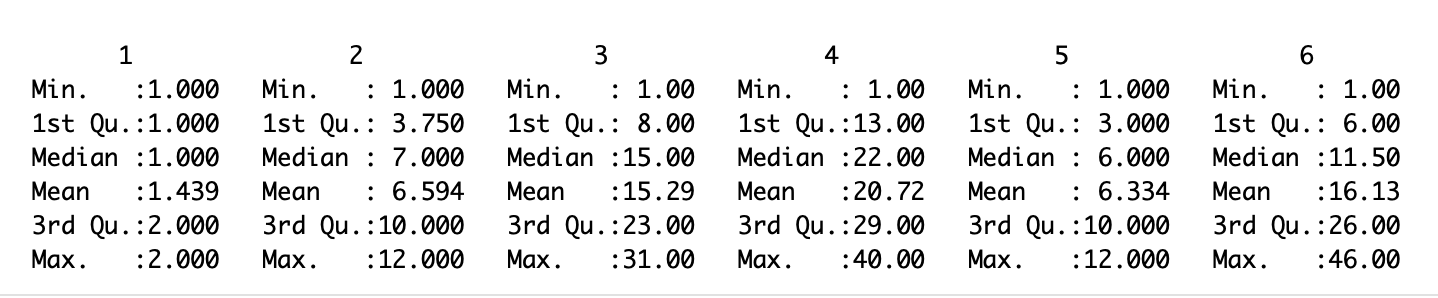 1 2 3 4 5 6
Min. :1.000 Min. : 1.000 Min. : 1.00 Min. : 1.00 Min. : 1.000 Min. : 1.00
1st Qu.:1.000 1st Qu.: 3.750 1st Qu.: 8.00 1st Qu.:13.00 1st Qu.: 3.000 1st Qu.: 6.00
Median :1.000 Median : 7.000 Median :15.00 Median :22.00 Median : 6.000 Median :11.50
Mean :1.439 Mean : 6.594 Mean :15.29 Mean :20.72 Mean : 6.334 Mean :16.13
3rd Qu.:2.000 3rd Qu.:10.000 3rd Qu.:23.00 3rd Qu.:29.00 3rd Qu.:10.000 3rd Qu.:26.00
Max. :2.000 Max. :12.000 Max. :31.00 Max. :40.00 Max. :12.000 Max. :46.00